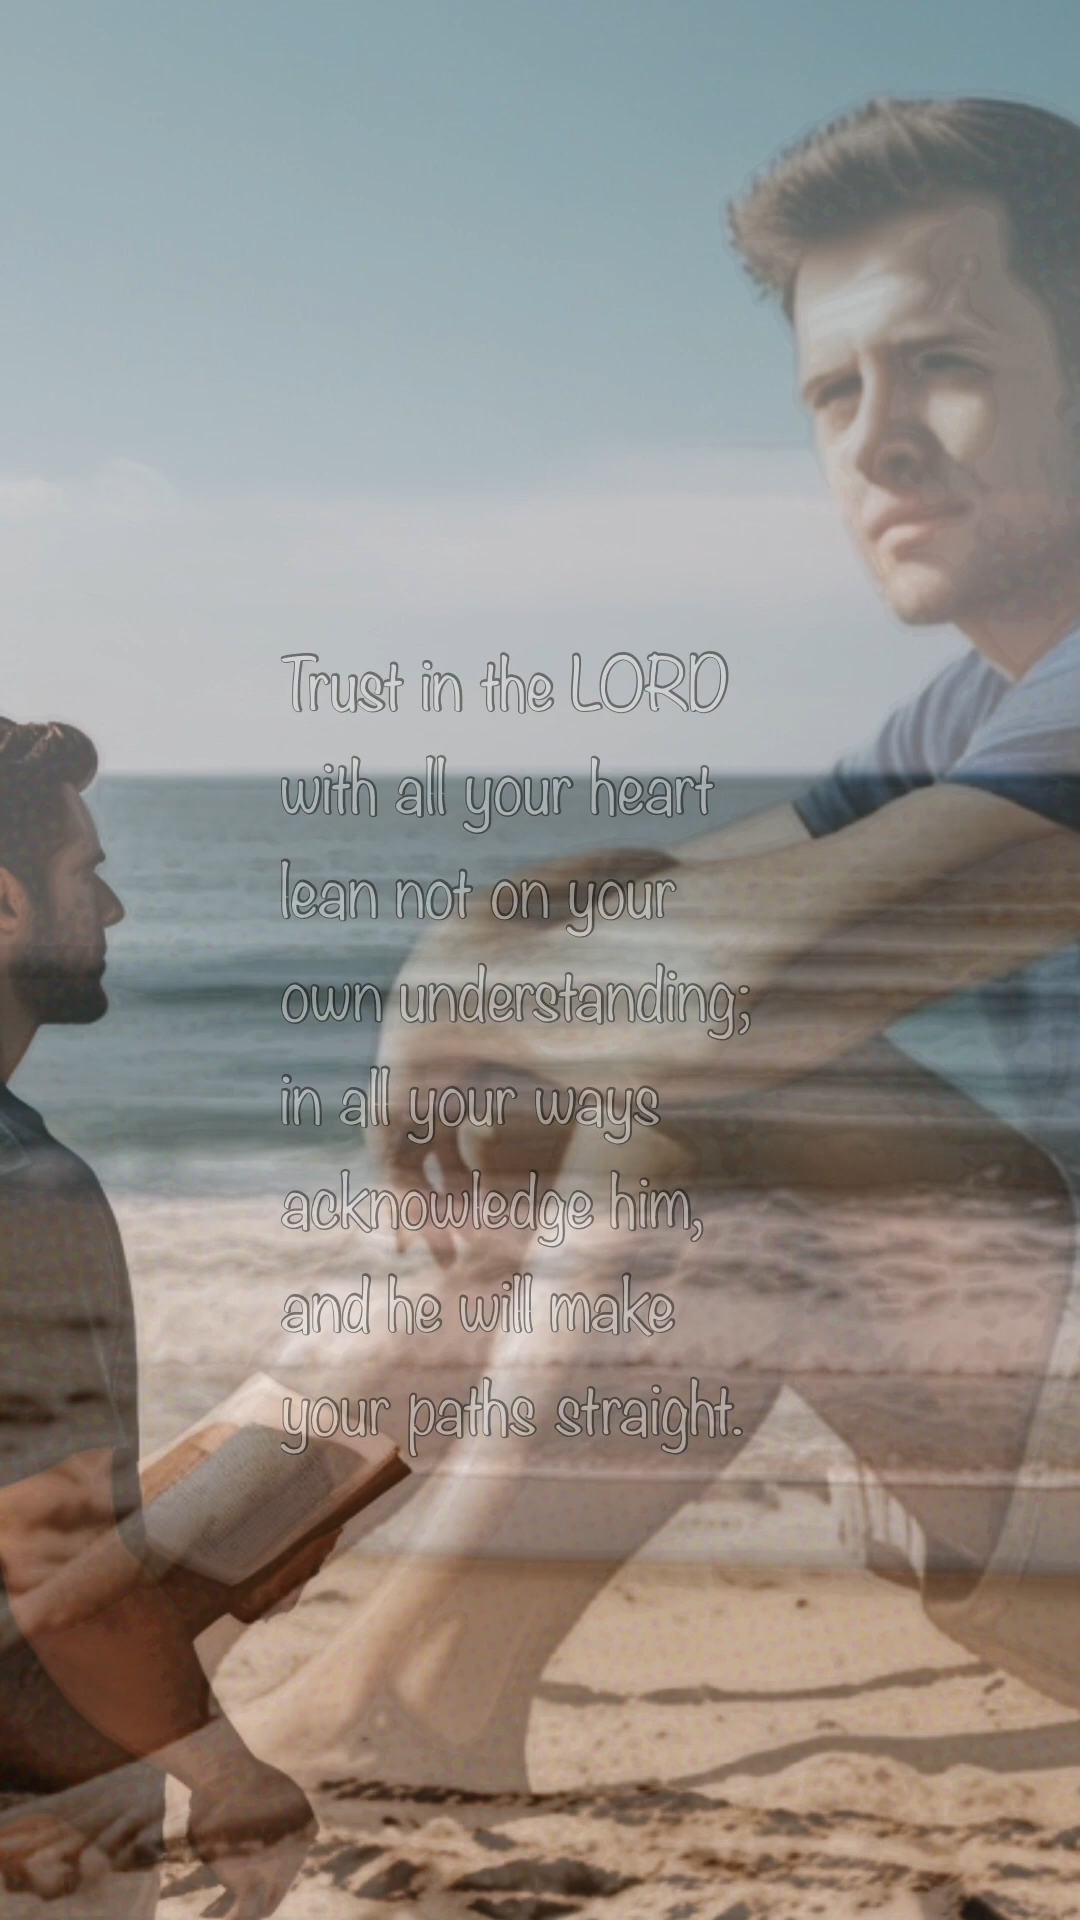 Trust in the LORD
with all your heart
lean not on your
own understanding;
in all your ways
acknowledge him,
and he will make
your paths straight.